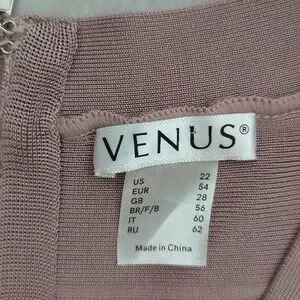 VENUS®
US 22
EUR 54
GB 28
BR/F/B 56
IT 60
RU 62
Made in China